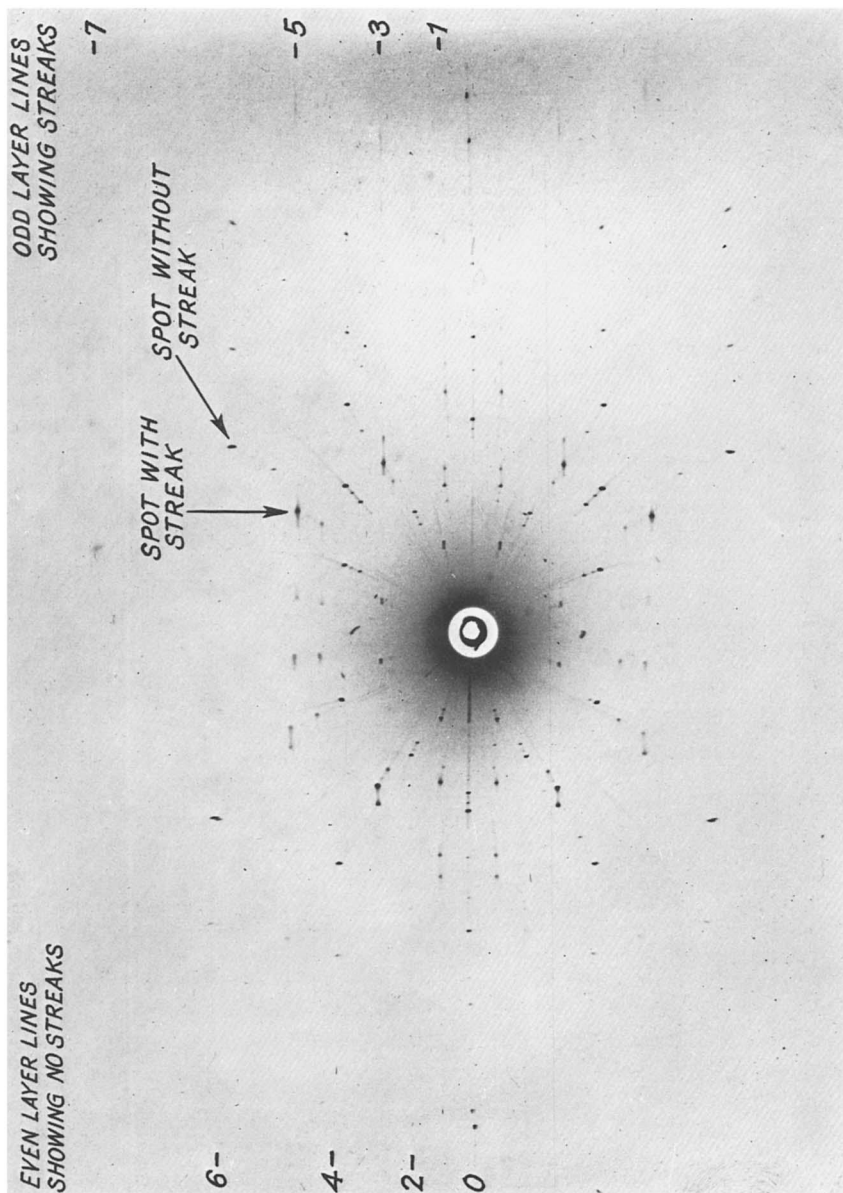 ODD LAYER LINES
SHOWING STREAKS
-7
-5
-3
-1
SPOT WITHOUT
STREAK
SPOT WITH
STREAK
EVEN LAYER LINES
SHOWING NO STREAKS
6-
4-
2-
0